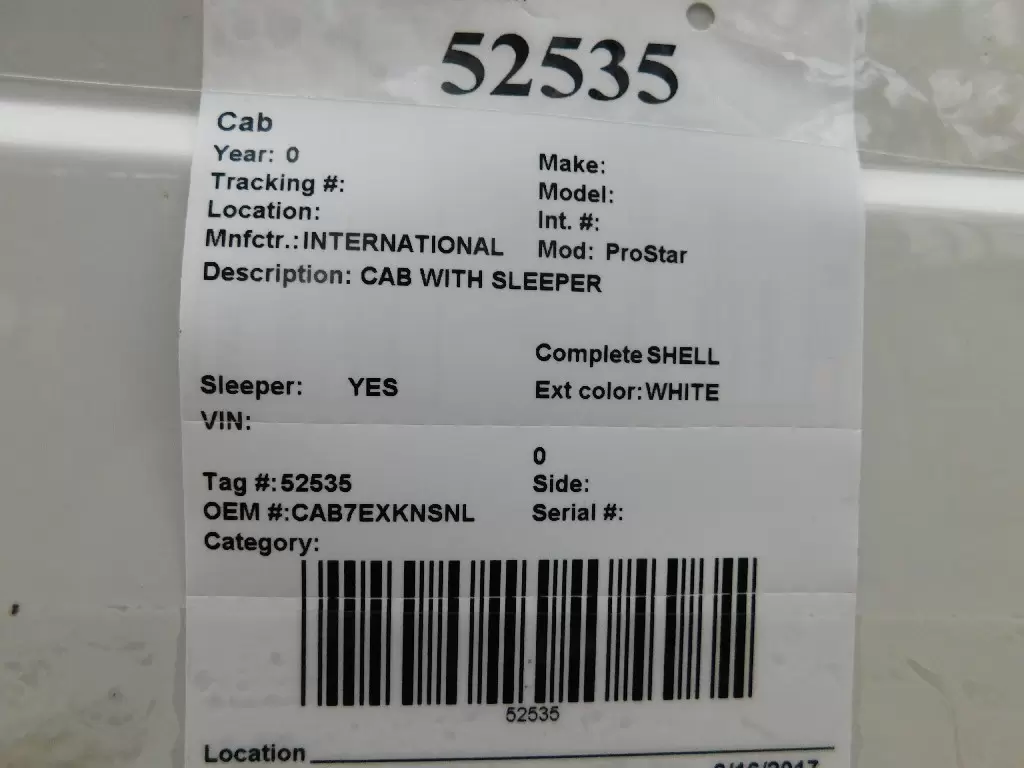 52535
Cab
Year: 0
Make:
Tracking #:
Model:
Location:
Int. #:
Mnfctr.: INTERNATIONAL
Mod: ProStar
Description: CAB WITH SLEEPER
Complete SHELL
Sleeper: YES
Ext color: WHITE
VIN:
0
Tag #: 52535
Side:
OEM #: CAB7EXKNSNL
Serial #:
Category:
52535
Location